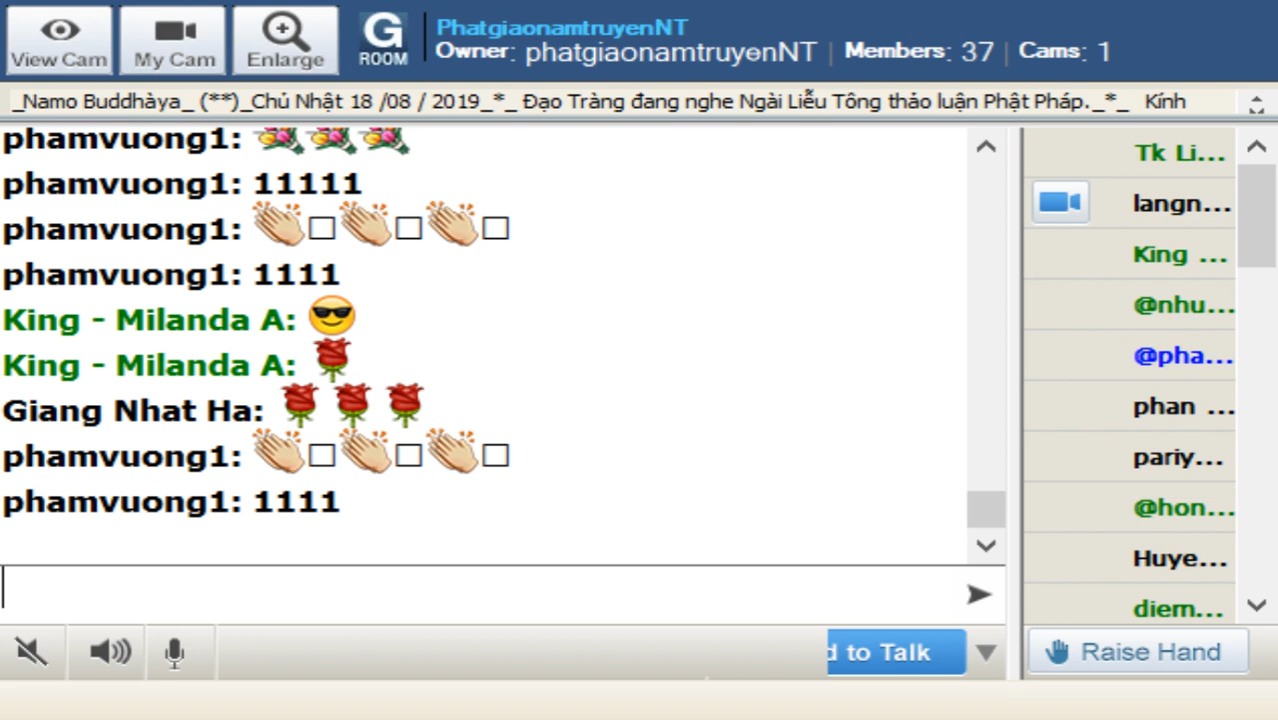 View Cam
My Cam
Enlarge
G
ROOM
PhatgiaonamtruyenNT
Owner: phatgiaonamtruyenNT | Members: 37 | Cams: 1
_Namo Buddhàya_ (**)_Chủ Nhật 18 /08 / 2019_*_ Đạo Tràng đang nghe Ngài Liễu Tông thảo luận Phật Pháp._*_ Kính
phamvuong1:
phamvuong1: 11111
phamvuong1:
phamvuong1: 1111
King - Milanda A:
King - Milanda A:
Giang Nhat Ha:
phamvuong1:
phamvuong1: 1111
Tk Li...
langn...
King ...
@nhu...
@pha...
phan ...
pariy...
@hon...
Huye...
diem...
d to Talk
Raise Hand